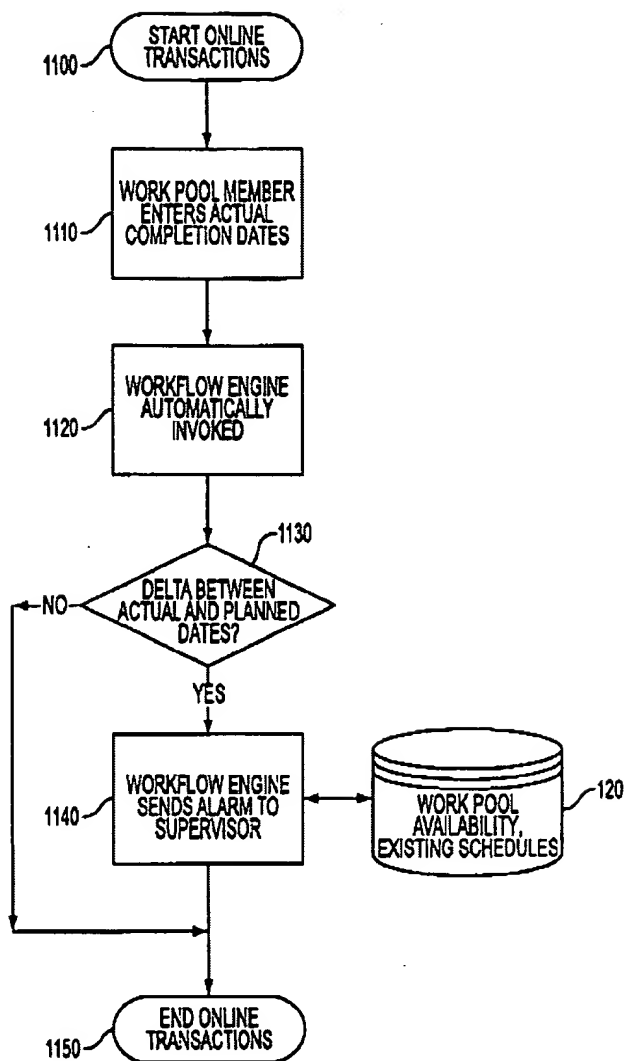 START ONLINE
TRANSACTIONS
1100
WORK POOL MEMBER
ENTERS ACTUAL
COMPLETION DATES
1110
WORKFLOW ENGINE
AUTOMATICALLY
INVOKED
1120
1130
DELTA BETWEEN
ACTUAL AND PLANNED
DATES?
NO
YES
WORKFLOW ENGINE
SENDS ALARM TO
SUPERVISOR
1140
WORK POOL
AVAILABILITY,
EXISTING SCHEDULES
120
END ONLINE
TRANSACTIONS
1150